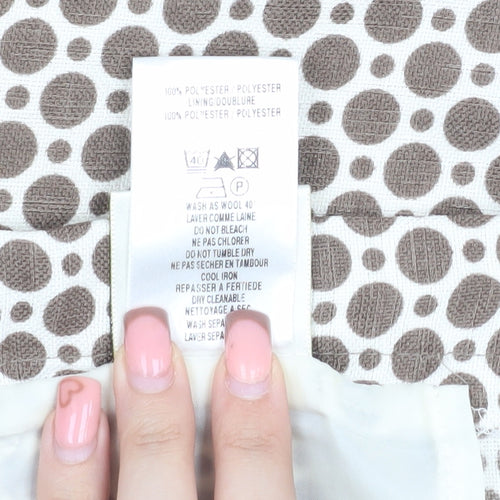 100% POLYESTER / POLYESTER
LINING/DOUBLURE
100% POLYESTER / POLYESTER
40
P
WASH AS WOOL 40°
LAVER COMME LAINE
DO NOT BLEACH
NE PAS CHLORER
DO NOT TUMBLE DRY
NE PAS SECHER EN TAMBOUR
COOL IRON
REPASSER A FER TIEDE
DRY CLEANABLE
NETTOYAGE A SEC
WASH SEPA
LAVER SEPA